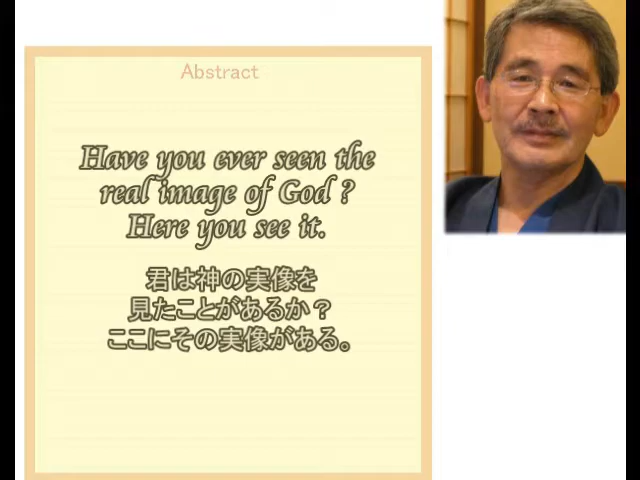 Abstract
Have you ever seen the
real image of God ?
Here you see it.
君は神の実像を
見たことがあるか？
ここにその実像がある。